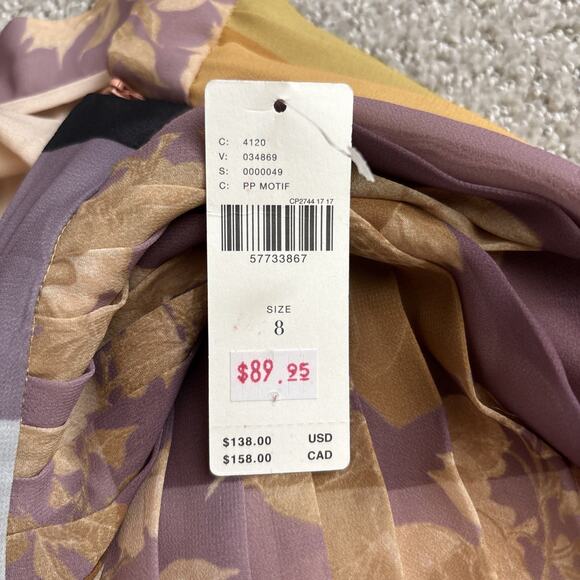 C: 4120
V: 034869
S: 0000049
C: PP MOTIF
CP2744 17 17
57733867
SIZE
8
$89.95
$138.00 USD
$158.00 CAD